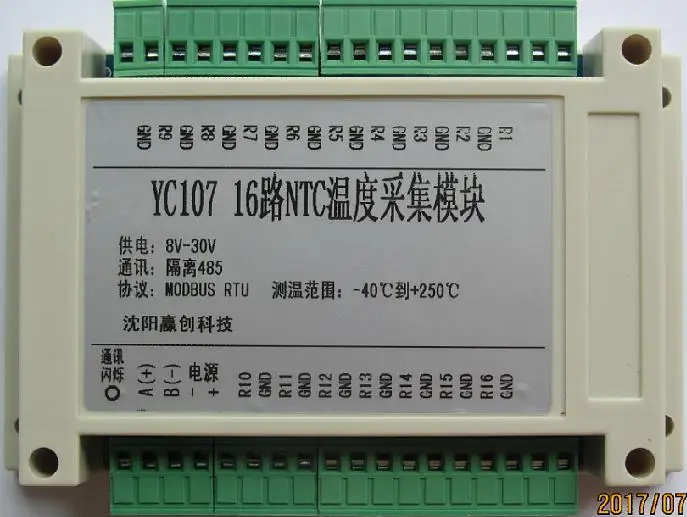 GND R9 GND R8 GND R7 GND R6 GND R5 GND R4 GND R3 GND R2 GND R1
YC107 16路NTC温度采集模块
供电: 8V-30V
通讯: 隔离485
协议: MODBUS RTU 测温范围: -40℃到+250℃
沈阳赢创科技
通讯闪烁 A(+) B(-) 电源 - + R10 GND R11 GND R12 GND R13 GND R14 GND R15 GND R16 GND
2017/07